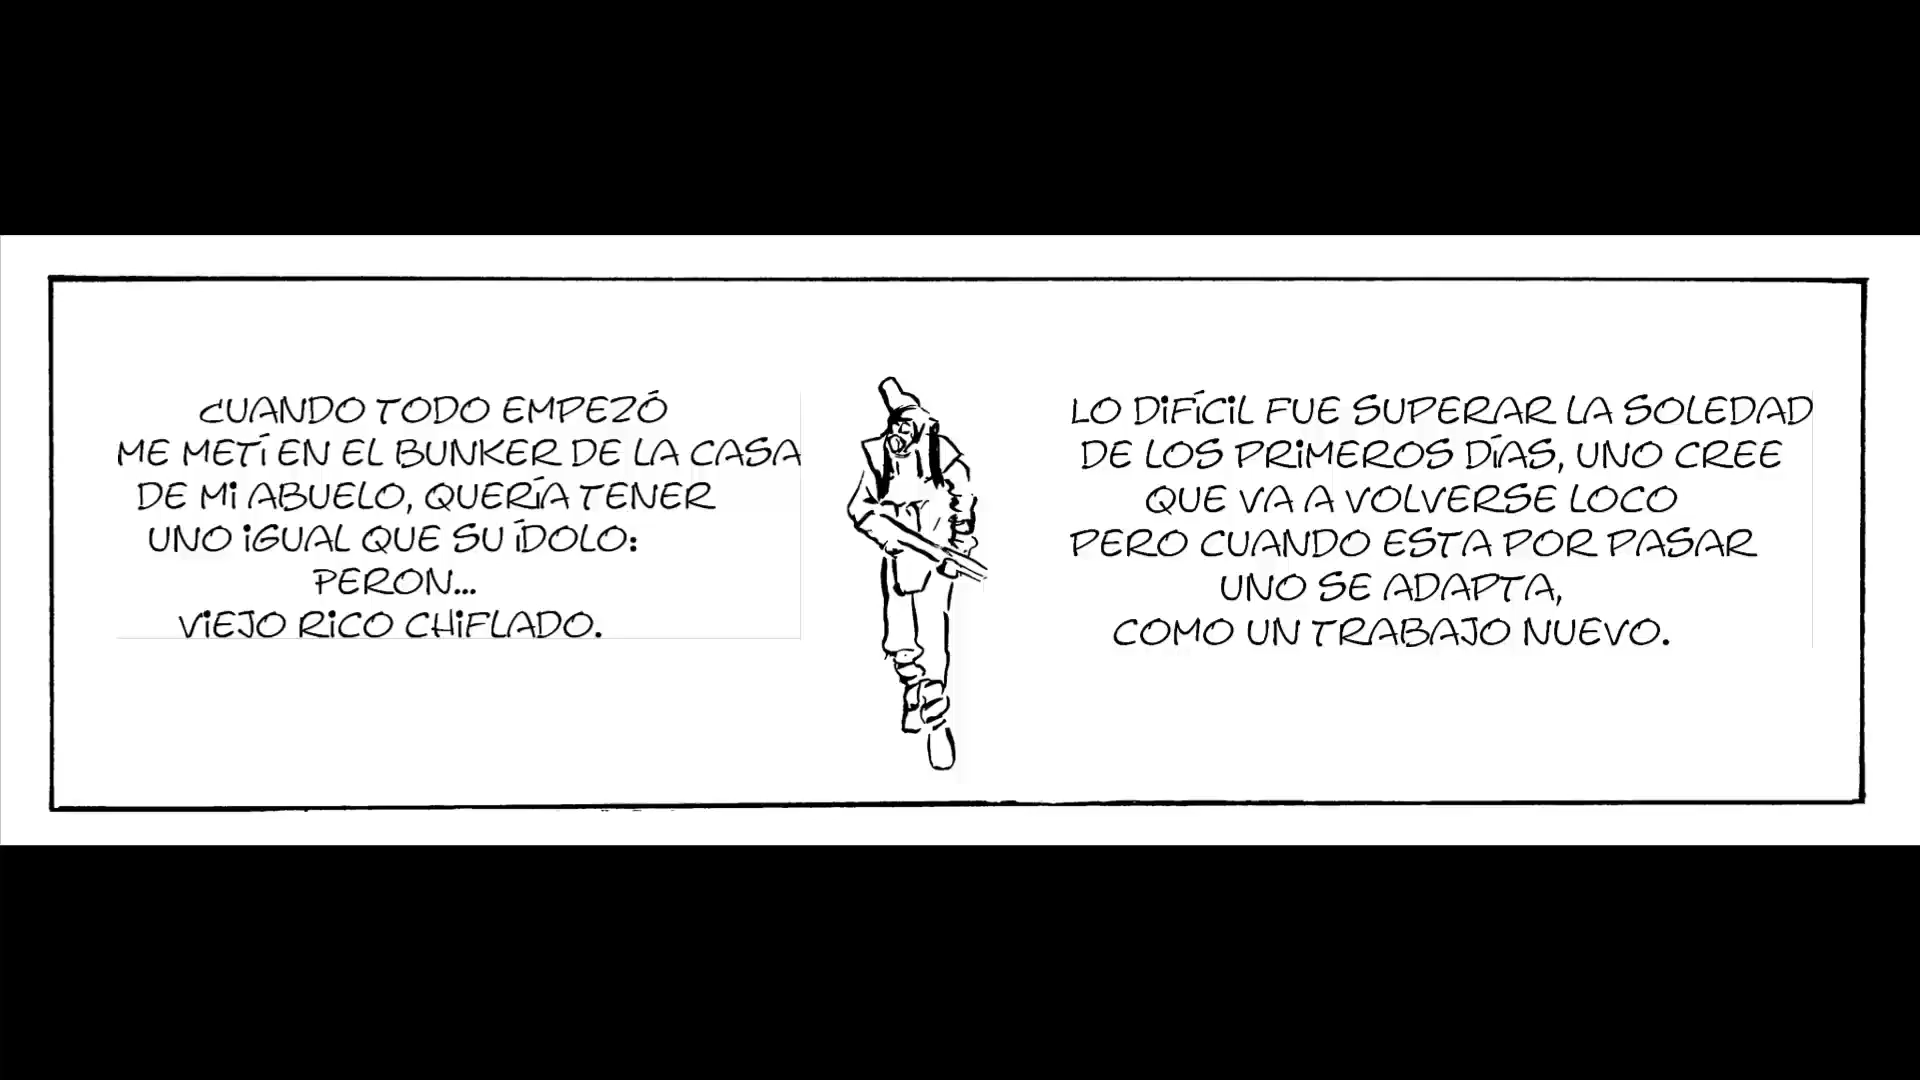 CUANDO TODO EMPEZÓ
ME METÍ EN EL BUNKER DE LA CASA
DE MI ABUELO, QUERÍA TENER
UNO IGUAL QUE SU ÍDOLO:
PERON...
VIEJO RICO CHIFLADO.
LO DIFÍCIL FUE SUPERAR LA SOLEDAD
DE LOS PRIMEROS DÍAS, UNO CREE
QUE VA A VOLVERSE LOCO
PERO CUANDO ESTA POR PASAR
UNO SE ADAPTA,
COMO UN TRABAJO NUEVO.